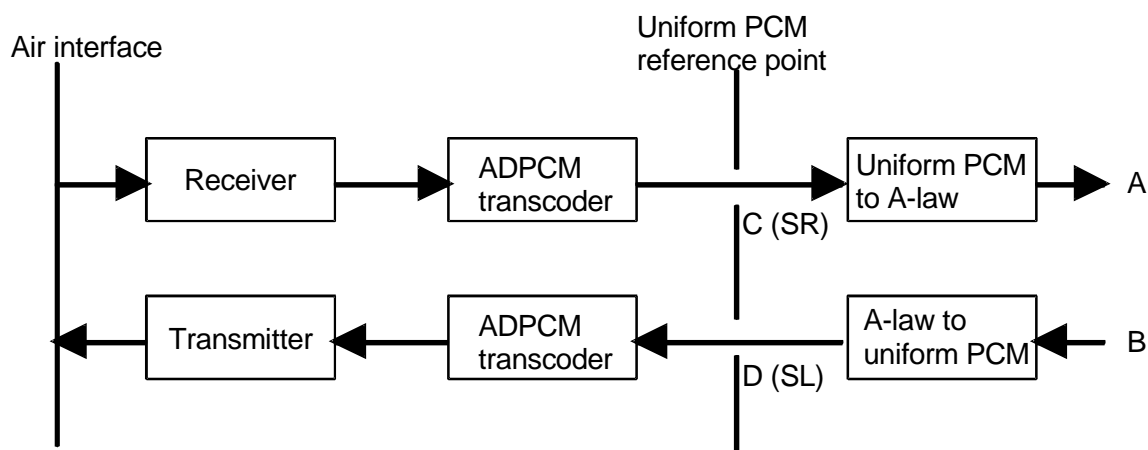 Air interface
Uniform PCM
reference point
Receiver
ADPCM
transcoder
Uniform PCM
to A-law
A
C (SR)
Transmitter
ADPCM
transcoder
A-law to
uniform PCM
B
D (SL)